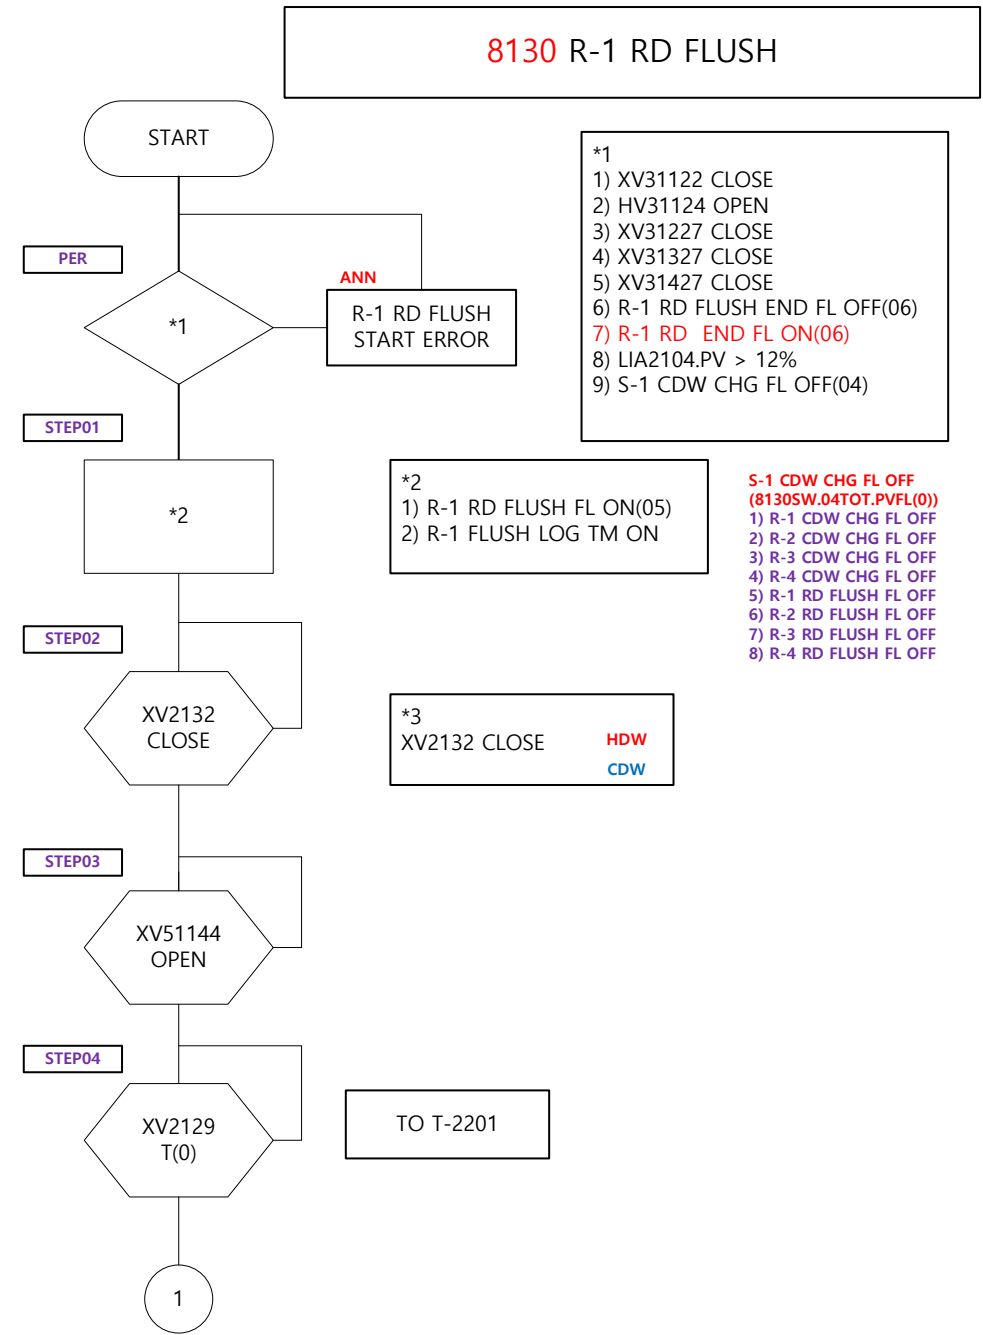 8130 R-1 RD FLUSH
START
*1
1) XV31122 CLOSE
2) HV31124 OPEN
3) XV31227 CLOSE
4) XV31327 CLOSE
5) XV31427 CLOSE
6) R-1 RD FLUSH END FL OFF(06)
7) R-1 RD  END FL ON(06)
8) LIA2104.PV > 12%
9) S-1 CDW CHG FL OFF(04)
PER
ANN
*1
R-1 RD FLUSH
START ERROR
STEP01
*2
*2
1) R-1 RD FLUSH FL ON(05)
2) R-1 FLUSH LOG TM ON
S-1 CDW CHG FL OFF
(8130SW.04TOT.PVFL(0))
1) R-1 CDW CHG FL OFF
2) R-2 CDW CHG FL OFF
3) R-3 CDW CHG FL OFF
4) R-4 CDW CHG FL OFF
5) R-1 RD FLUSH FL OFF
6) R-2 RD FLUSH FL OFF
7) R-3 RD FLUSH FL OFF
8) R-4 RD FLUSH FL OFF
STEP02
XV2132
CLOSE
*3
XV2132 CLOSE
HDW
CDW
STEP03
XV51144
OPEN
STEP04
XV2129
T(0)
TO T-2201
1